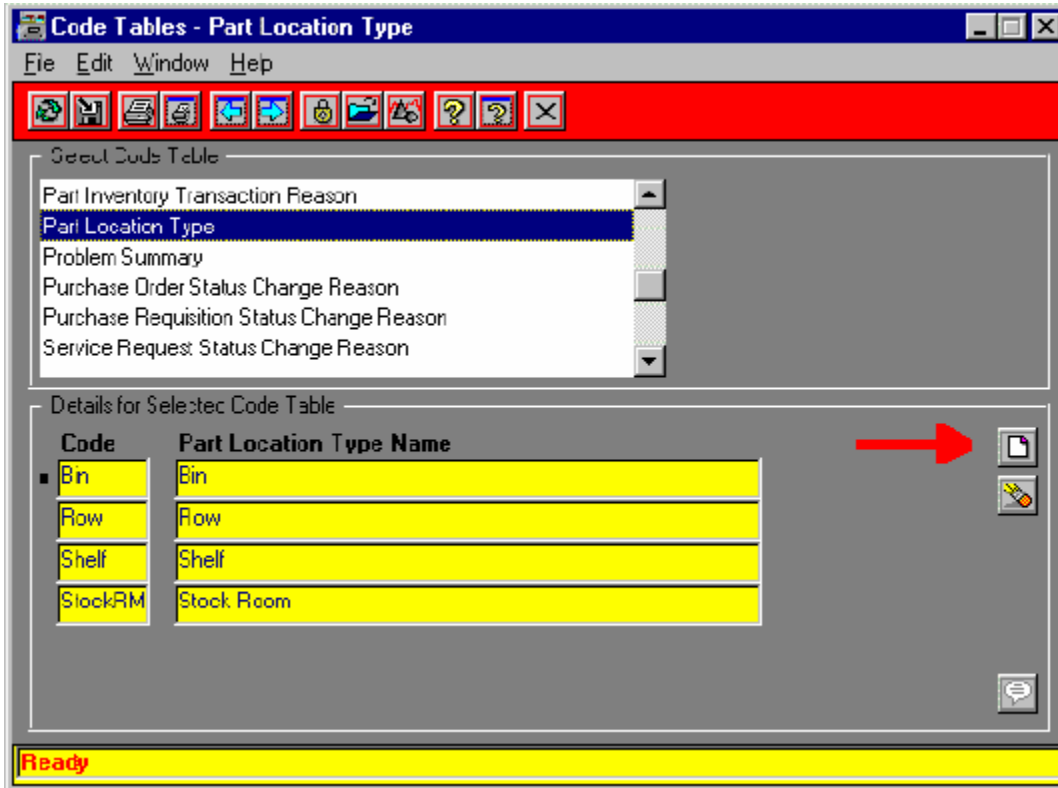 Code Tables - Part Location Type
File Edit Window Help
Select Code Table
Part Inventory Transaction Reason
Part Location Type
Problem Summary
Purchase Order Status Change Reason
Purchase Requisition Status Change Reason
Service Request Status Change Reason
Details for Selected Code Table
Code Part Location Type Name
Bin Bin
Row Row
Shelf Shelf
StockRM Stock Room
Ready